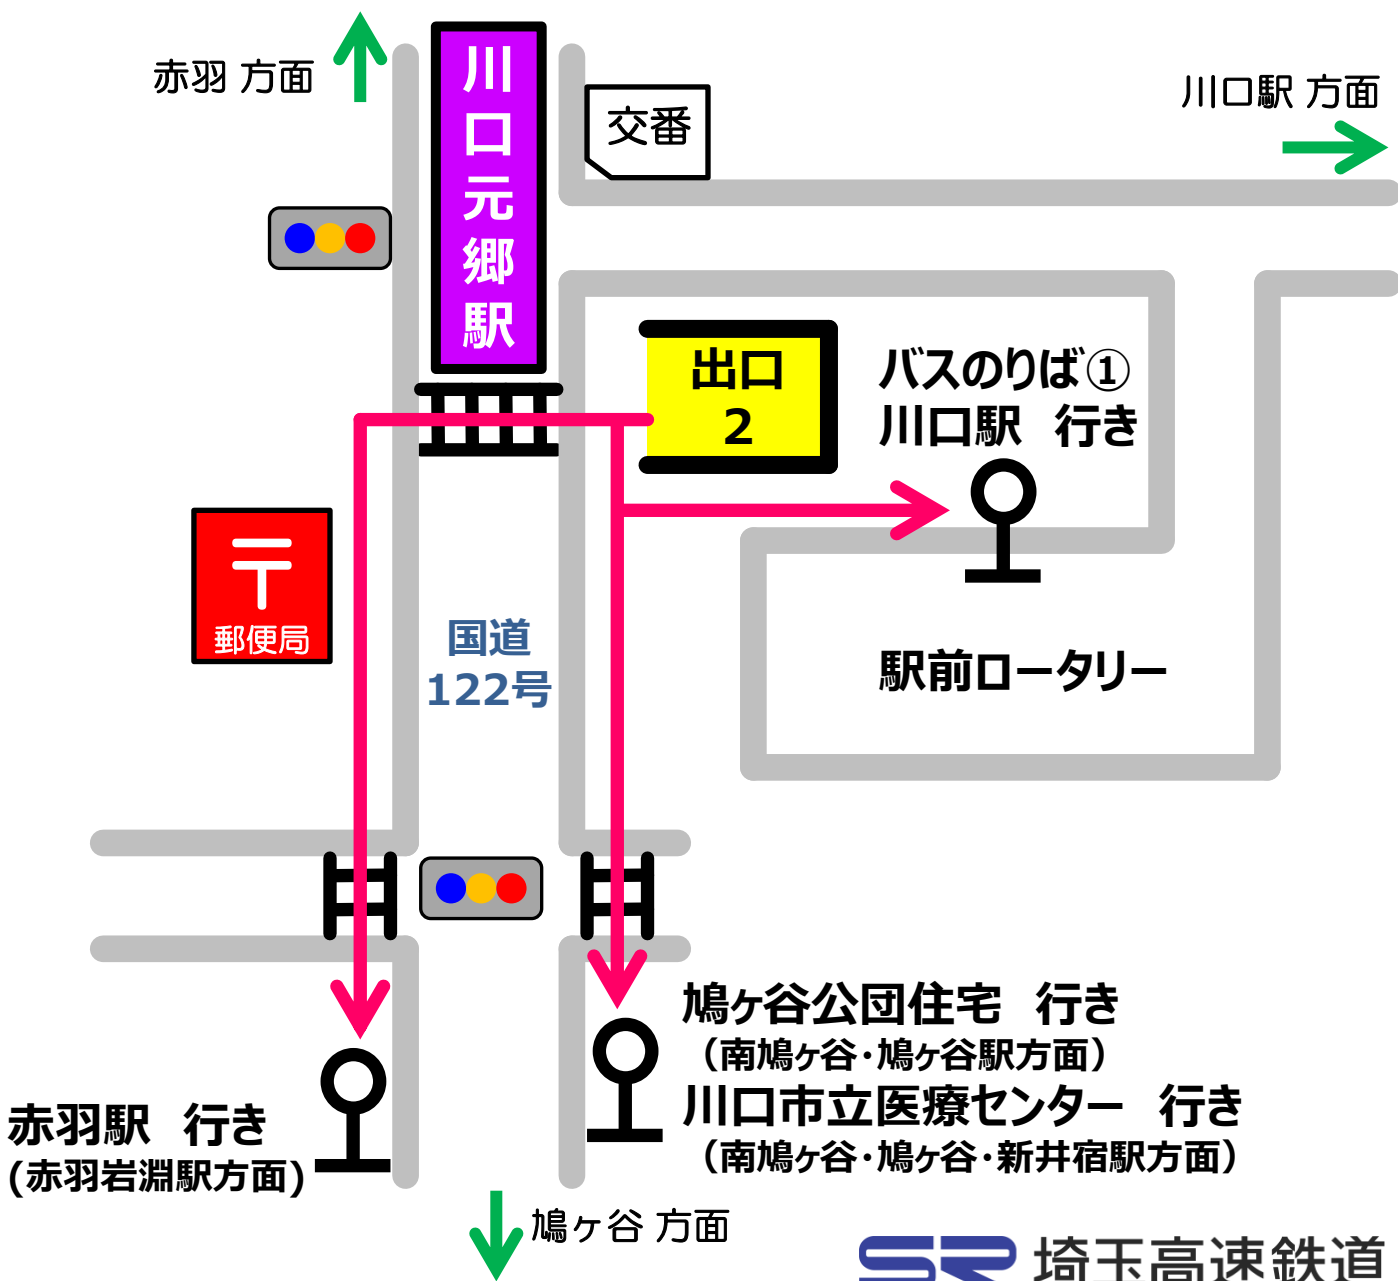 赤羽 方面
川口元郷駅
交番
川口駅 方面
出口
2
バスのりば①
川口駅 行き
〒
郵便局
国道
122号
駅前ロータリー
鳩ヶ谷公団住宅 行き
（南鳩ヶ谷・鳩ヶ谷駅方面）
川口市立医療センター 行き
（南鳩ヶ谷・鳩ヶ谷・新井宿駅方面）
赤羽駅 行き
(赤羽岩淵駅方面)
鳩ヶ谷 方面
SR 埼玉高速鉄道